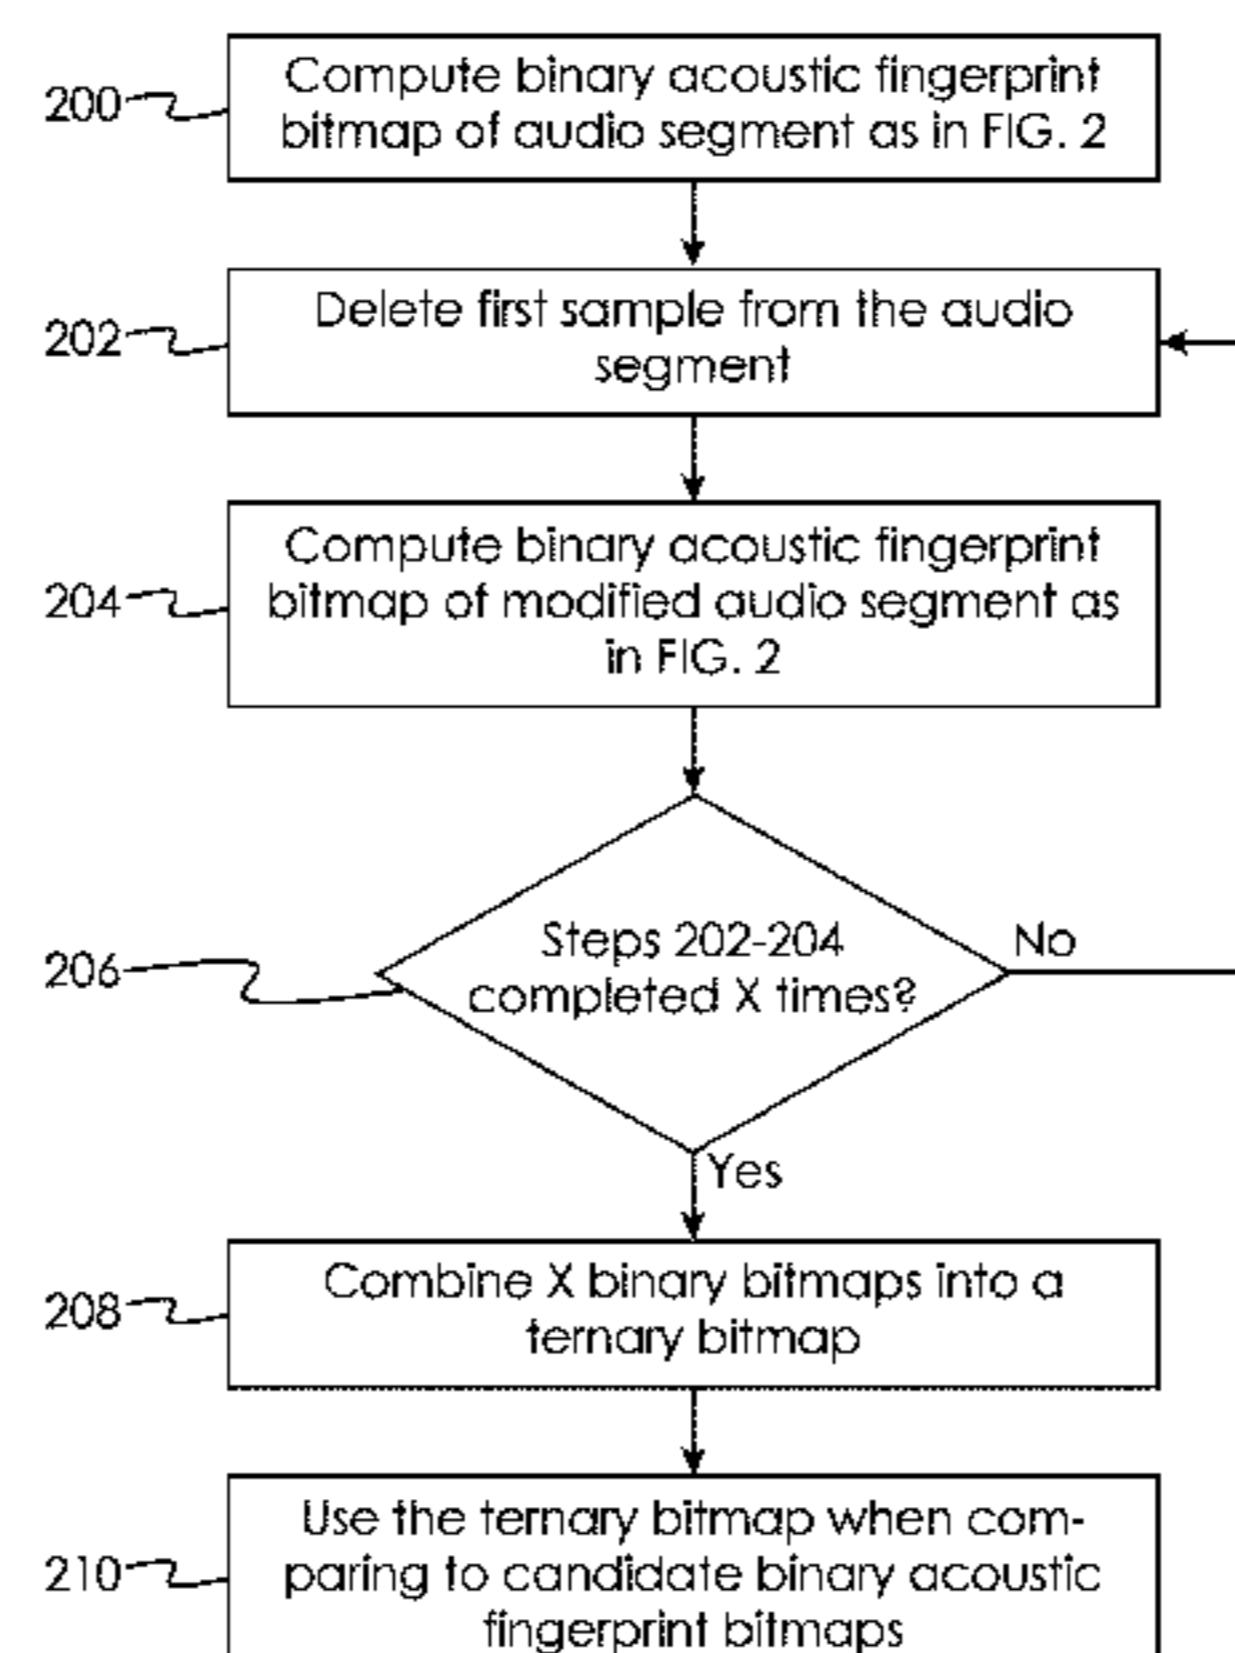 200
Compute binary acoustic fingerprint
bitmap of audio segment as in FIG. 2
202
Delete first sample from the audio
segment
204
Compute binary acoustic fingerprint
bitmap of modified audio segment as
in FIG. 2
206
Steps 202-204
completed X times?
No
Yes
208
Combine X binary bitmaps into a
ternary bitmap
210
Use the ternary bitmap when com-
paring to candidate binary acoustic
fingerprint bitmaps